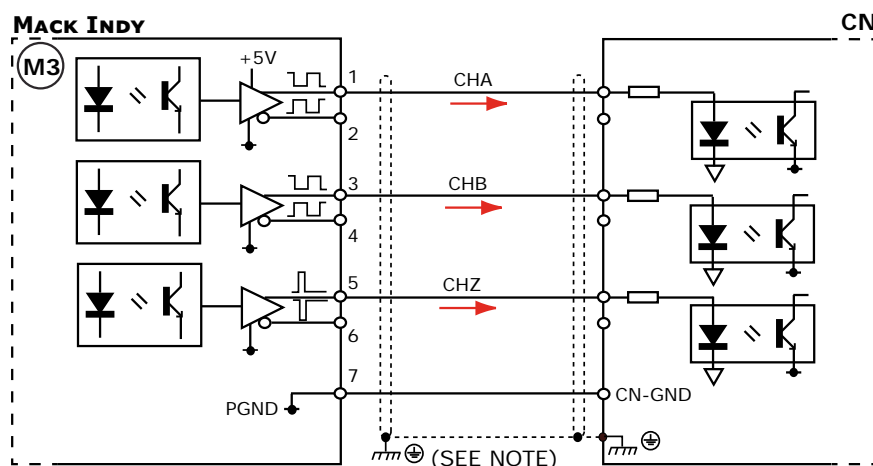 MACK INDY
CN
M3
+5V
1
CHA
2
3
CHB
4
5
CHZ
6
7
PGND
CN-GND
(SEE NOTE)